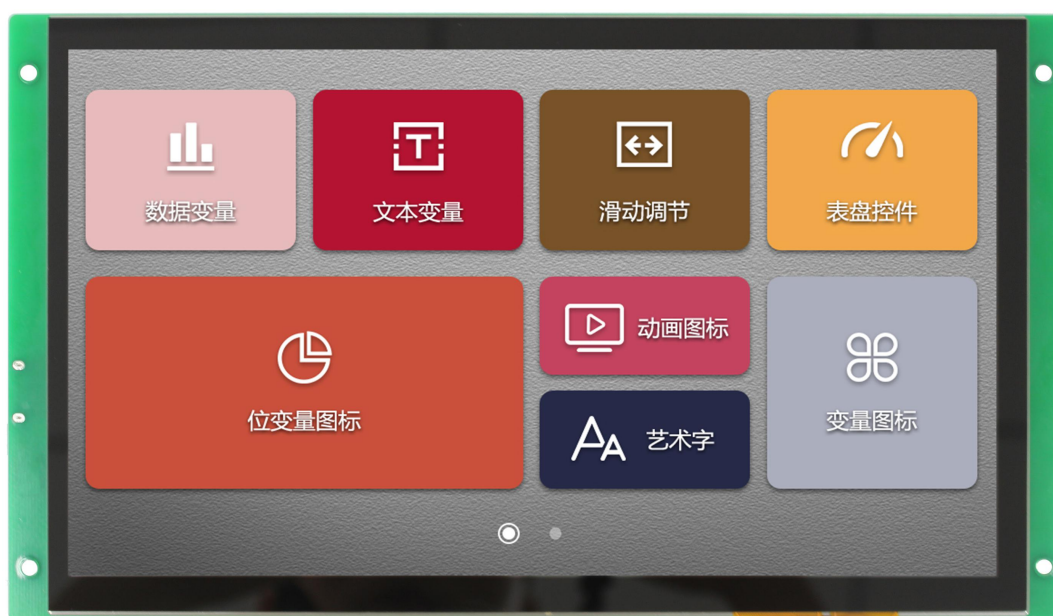 数据变量
文本变量
滑动调节
表盘控件
位变量图标
动画图标
艺术字
变量图标